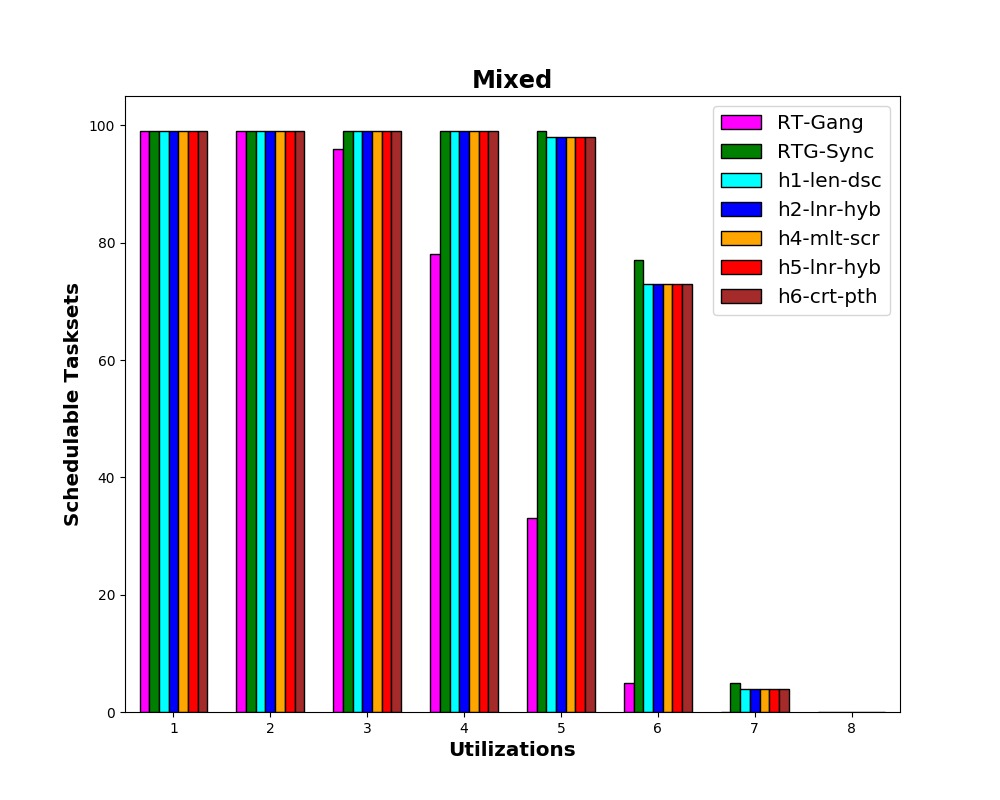 Mixed
100
80
60
40
20
0
Schedulable Tasksets
1 2 3 4 5 6 7 8
Utilizations
RT-Gang
RTG-Sync
h1-len-dsc
h2-lnr-hyb
h4-mlt-scr
h5-lnr-hyb
h6-crt-pth